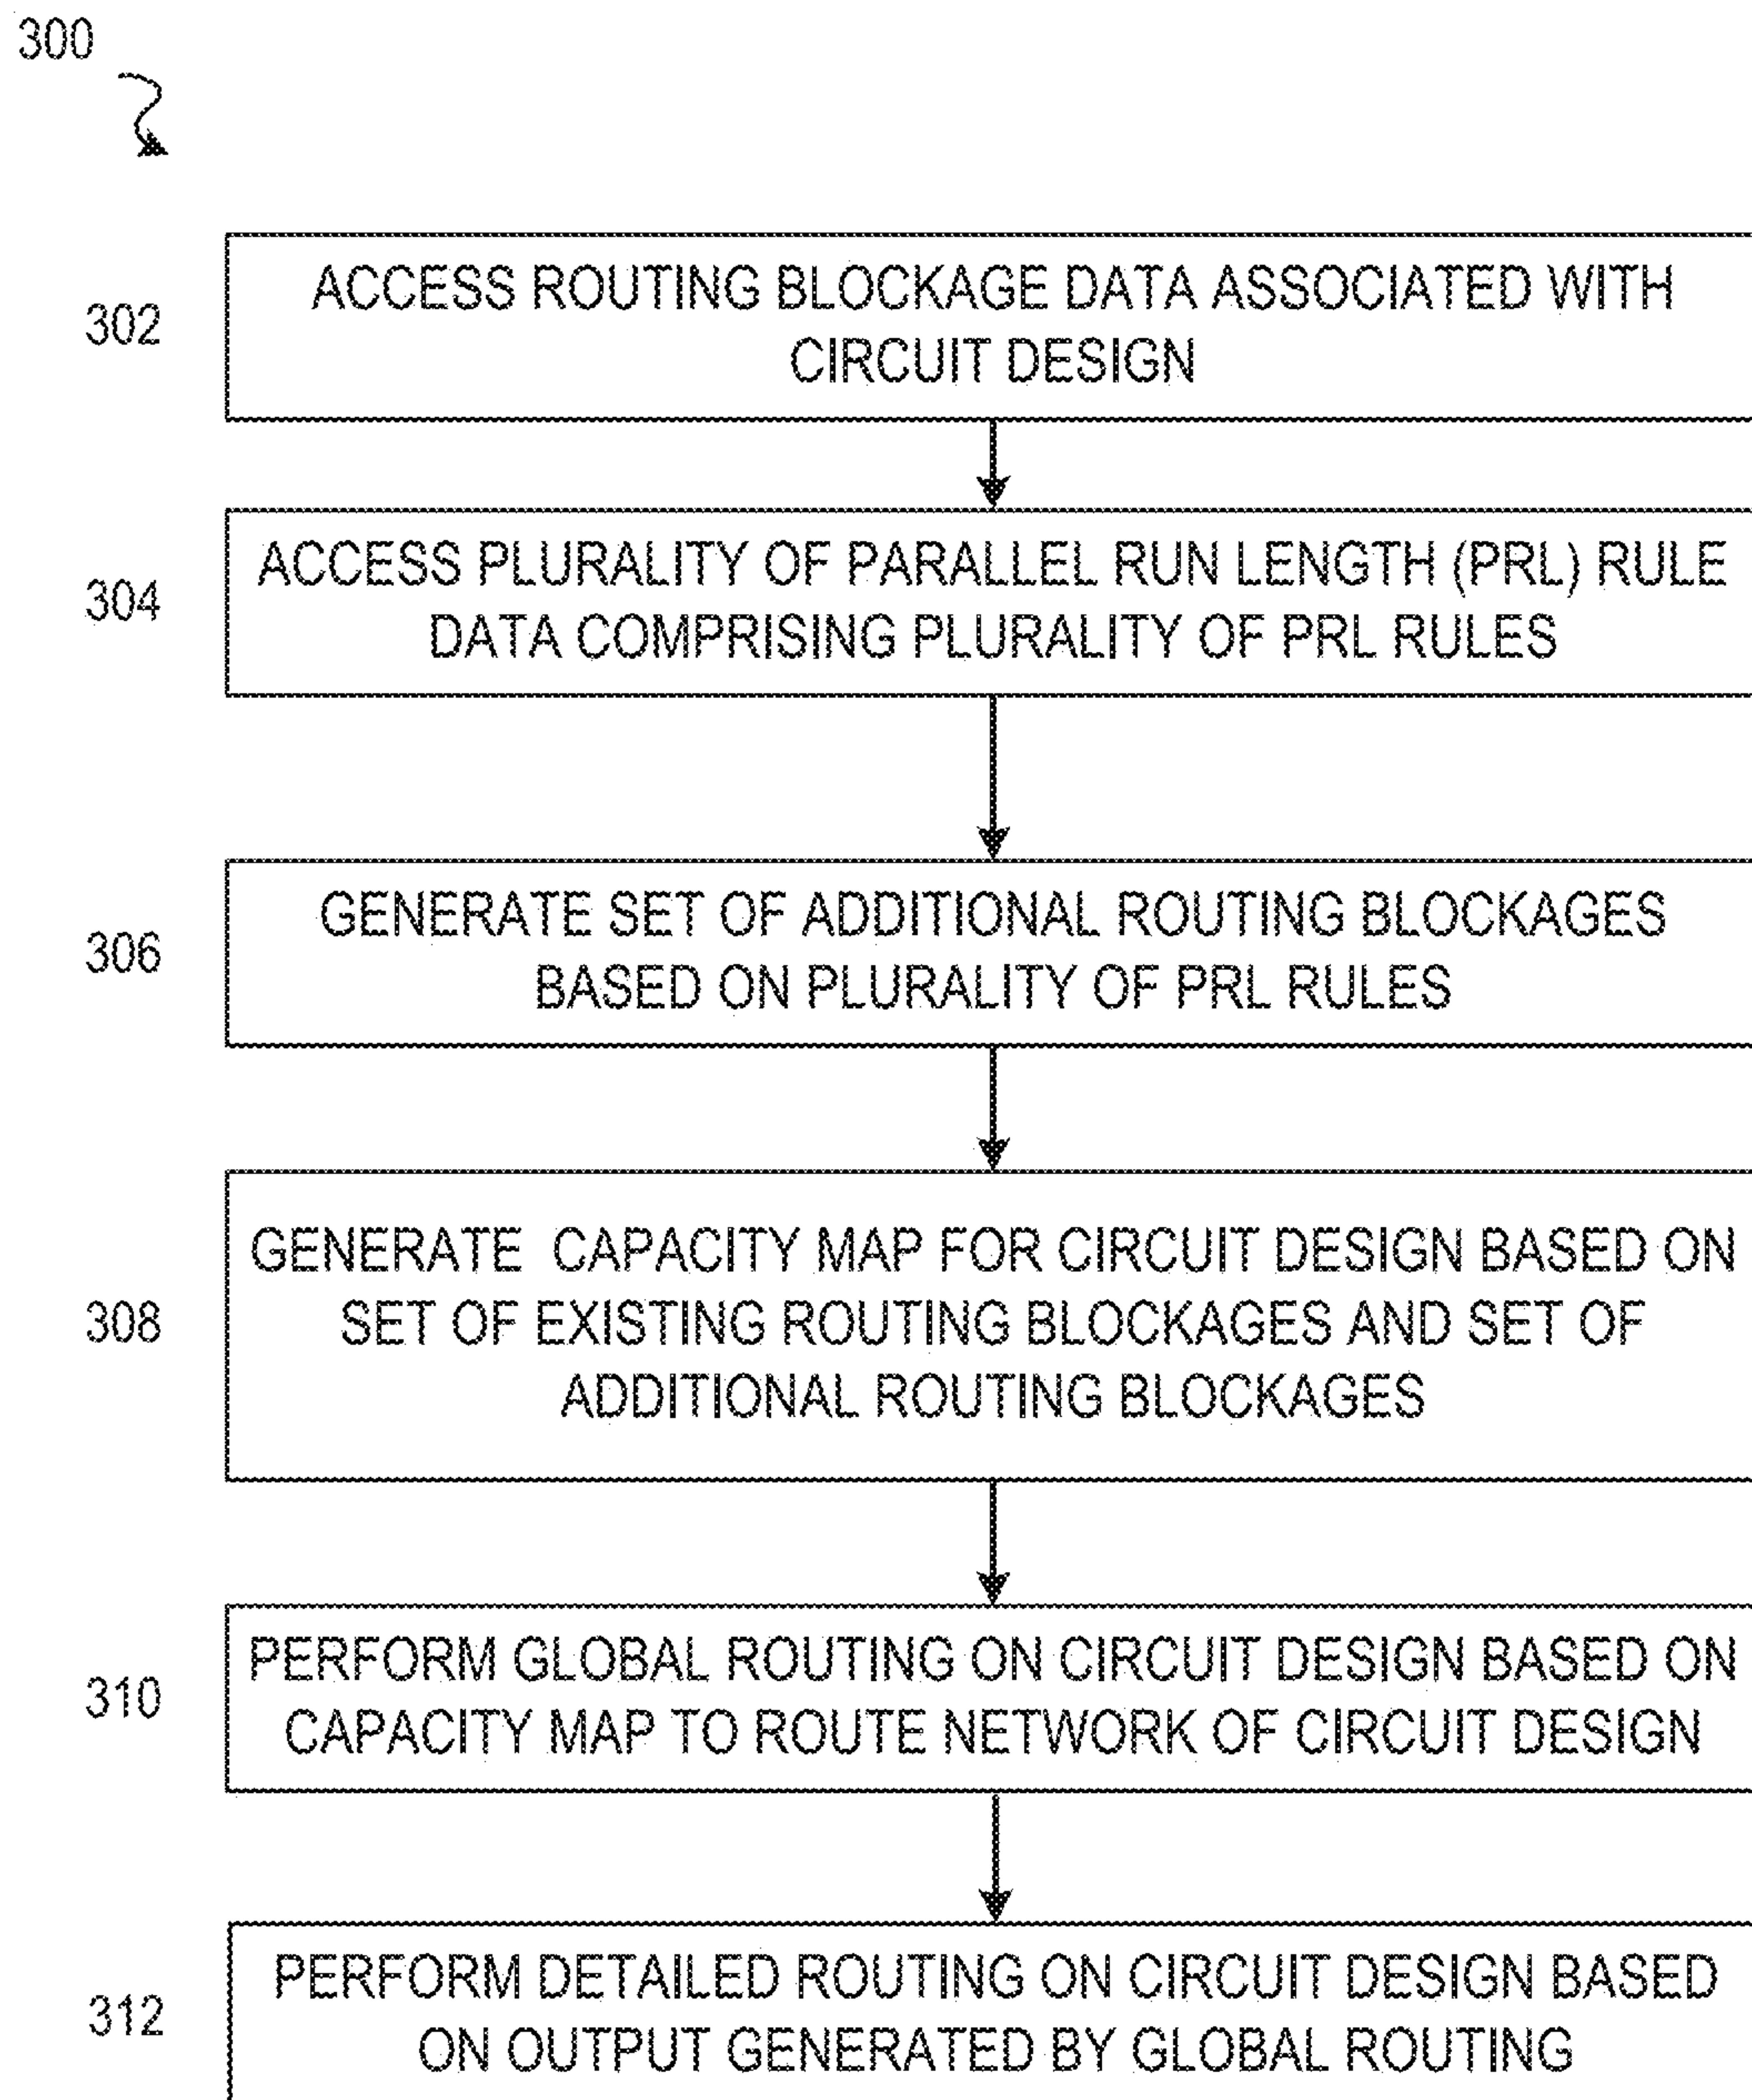 300
302
ACCESS ROUTING BLOCKAGE DATA ASSOCIATED WITH
CIRCUIT DESIGN
304
ACCESS PLURALITY OF PARALLEL RUN LENGTH (PRL) RULE
DATA COMPRISING PLURALITY OF PRL RULES
306
GENERATE SET OF ADDITIONAL ROUTING BLOCKAGES
BASED ON PLURALITY OF PRL RULES
308
GENERATE CAPACITY MAP FOR CIRCUIT DESIGN BASED ON
SET OF EXISTING ROUTING BLOCKAGES AND SET OF
ADDITIONAL ROUTING BLOCKAGES
310
PERFORM GLOBAL ROUTING ON CIRCUIT DESIGN BASED ON
CAPACITY MAP TO ROUTE NETWORK OF CIRCUIT DESIGN
312
PERFORM DETAILED ROUTING ON CIRCUIT DESIGN BASED
ON OUTPUT GENERATED BY GLOBAL ROUTING